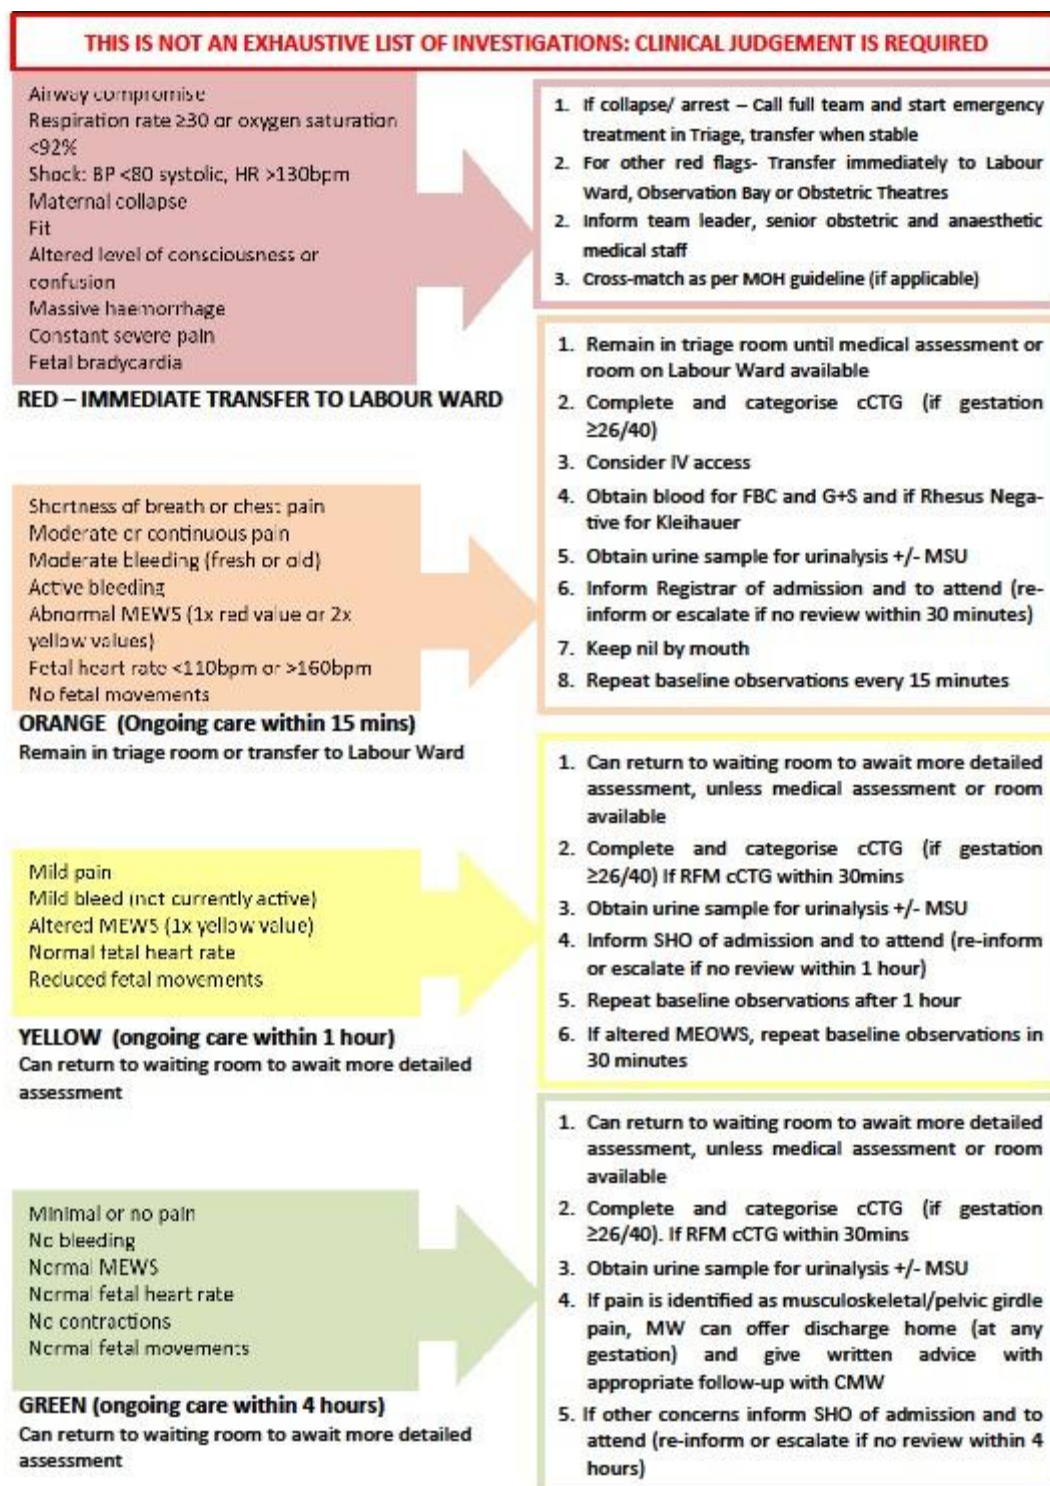 THIS IS NOT AN EXHAUSTIVE LIST OF INVESTIGATIONS: CLINICAL JUDGEMENT IS REQUIRED
Airway compromise
Respiration rate ≥30 or oxygen saturation
<92%
Shock: BP <80 systolic, HR >130bpm
Maternal collapse
Fit
Altered level of consciousness or
confusion
Massive haemorrhage
Constant severe pain
Fetal bradycardia
RED – IMMEDIATE TRANSFER TO LABOUR WARD
1. If collapse/ arrest – Call full team and start emergency
treatment in Triage, transfer when stable
2. For other red flags- Transfer immediately to Labour
Ward, Observation Bay or Obstetric Theatres
2. Inform team leader, senior obstetric and anaesthetic
medical staff
3. Cross-match as per MOH guideline (if applicable)
Shortness of breath or chest pain
Moderate or continuous pain
Moderate bleeding (fresh or old)
Active bleeding
Abnormal MEWS (1x red value or 2x
yellow values)
Fetal heart rate <110bpm or >160bpm
No fetal movements
ORANGE (Ongoing care within 15 mins)
Remain in triage room or transfer to Labour Ward
1. Remain in triage room until medical assessment or
room on Labour Ward available
2. Complete and categorise cCTG (if gestation
≥26/40)
3. Consider IV access
4. Obtain blood for FBC and G+S and if Rhesus Nega-
tive for Kleihauer
5. Obtain urine sample for urinalysis +/- MSU
6. Inform Registrar of admission and to attend (re-
inform or escalate if no review within 30 minutes)
7. Keep nil by mouth
8. Repeat baseline observations every 15 minutes
Mild pain
Mild bleed (not currently active)
Altered MEWS (1x yellow value)
Normal fetal heart rate
Reduced fetal movements
YELLOW (ongoing care within 1 hour)
Can return to waiting room to await more detailed
assessment
1. Can return to waiting room to await more detailed
assessment, unless medical assessment or room
available
2. Complete and categorise cCTG (if gestation
≥26/40) If RFM cCTG within 30mins
3. Obtain urine sample for urinalysis +/- MSU
4. Inform SHO of admission and to attend (re-inform
or escalate if no review within 1 hour)
5. Repeat baseline observations after 1 hour
6. If altered MEOWS, repeat baseline observations in
30 minutes
Minimal or no pain
No bleeding
Normal MEWS
Normal fetal heart rate
No contractions
Normal fetal movements
GREEN (ongoing care within 4 hours)
Can return to waiting room to await more detailed
assessment
1. Can return to waiting room to await more detailed
assessment, unless medical assessment or room
available
2. Complete and categorise cCTG (if gestation
≥26/40). If RFM cCTG within 30mins
3. Obtain urine sample for urinalysis +/- MSU
4. If pain is identified as musculoskeletal/pelvic girdle
pain, MW can offer discharge home (at any
gestation) and give written advice with
appropriate follow-up with CMW
5. If other concerns inform SHO of admission and to
attend (re-inform or escalate if no review within 4
hours)